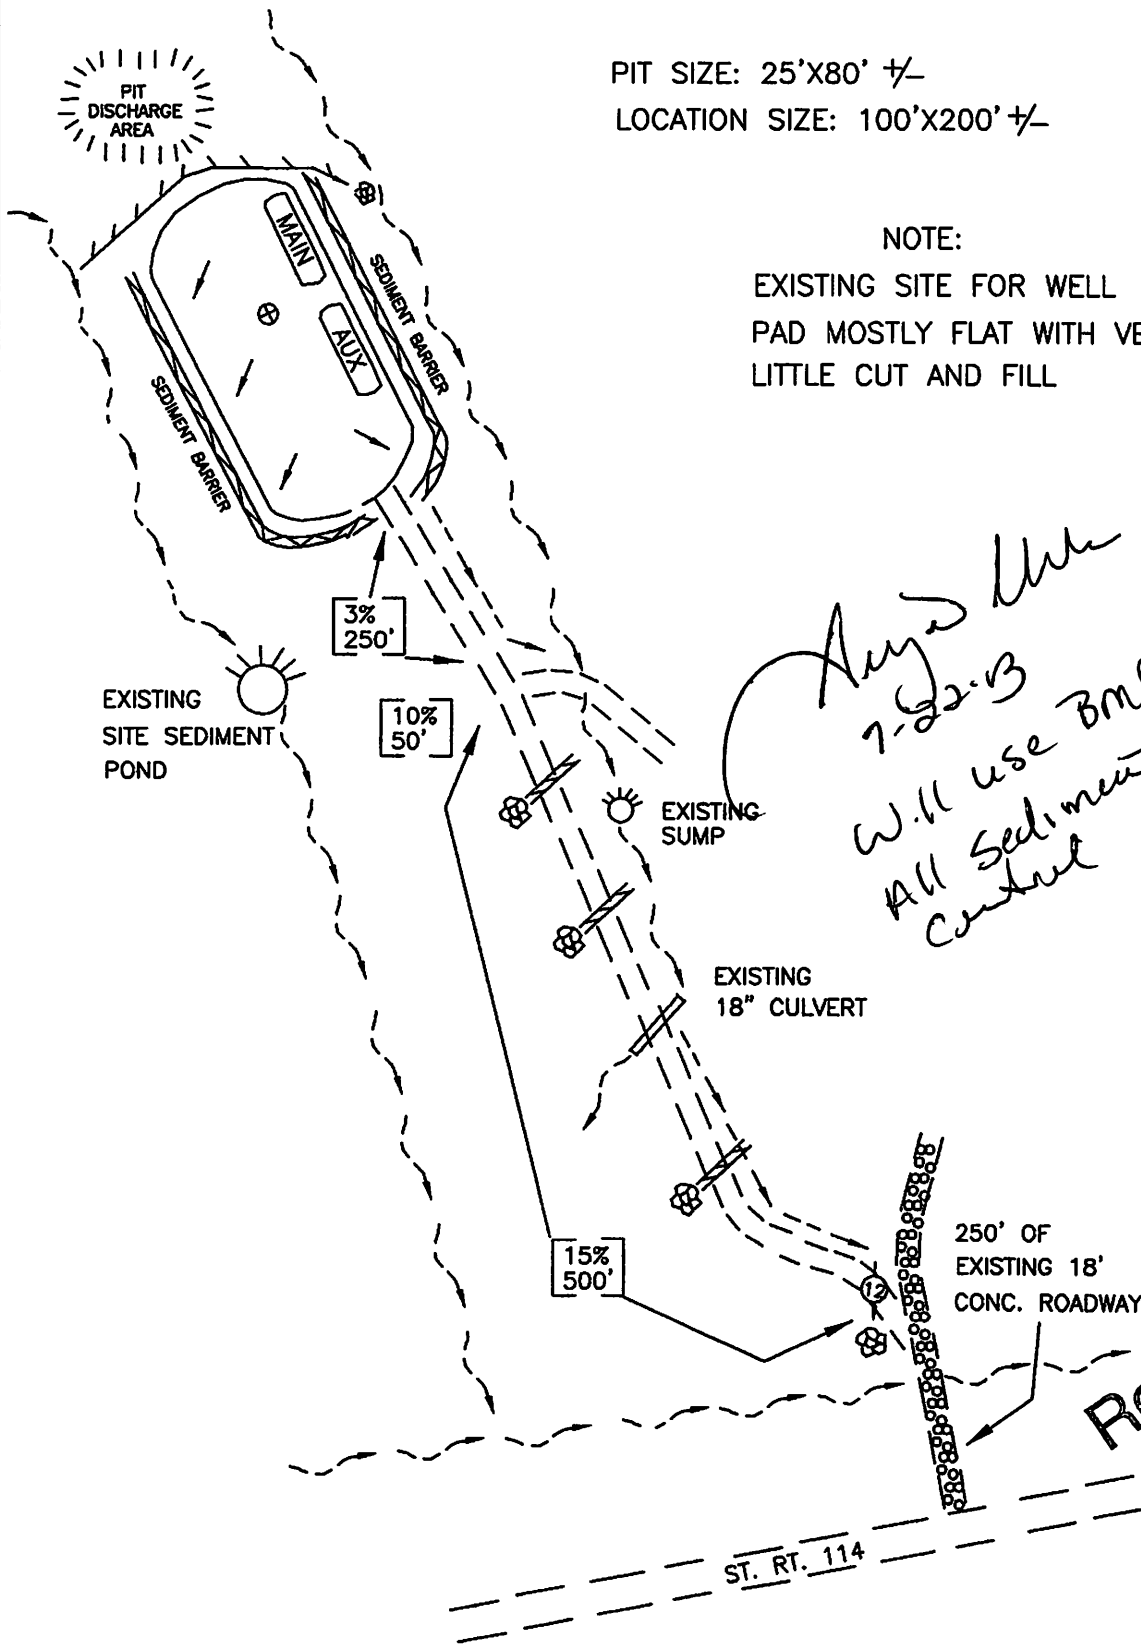 PIT SIZE: 25'X80' +/-
LOCATION SIZE: 100'X200' +/-
PIT
DISCHARGE
AREA
NOTE:
EXISTING SITE FOR WELL
PAD MOSTLY FLAT WITH VE
LITTLE CUT AND FILL
MAIN
AUX
SEDIMENT BARRIER
SEDIMENT BARRIER
3%
250'
10%
50'
EXISTING
SITE SEDIMENT
POND
EXISTING
SUMP
7-22-13
Will use BMP
All Sediment
Control
EXISTING
18" CULVERT
15%
500'
12
250' OF
EXISTING 18'
CONC. ROADWAY
ST. RT. 114